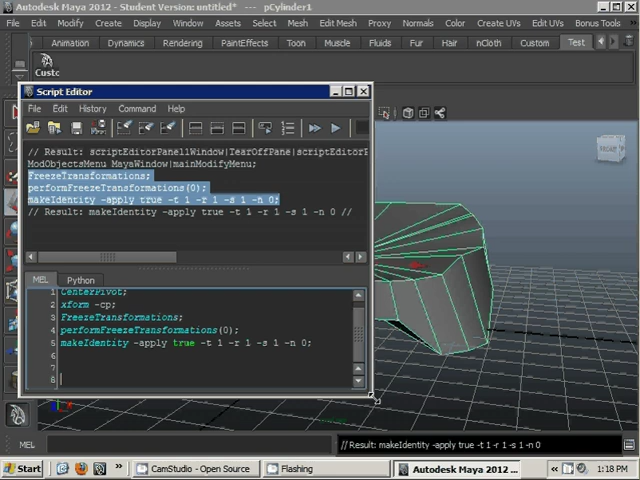 Autodesk Maya 2012 - Student Version: untitled* --- pCylinder1
File Edit Modify Create Display Window Assets Select Mesh Edit Mesh Proxy Normals Color Create UVs Edit UVs Bonus Tools
Animation Dynamics Rendering PaintEffects Toon Muscle Fluids Fur Hair nCloth Custom Test
Custc
Script Editor
File Edit History Command Help
// Result: scriptEditorPanel1Window|TearOffPane|scriptEditorP
ModObjectsMenu MayaWindow|mainModifyMenu;
FreezeTransformations;
performFreezeTransformations(0);
makeIdentity -apply true -t 1 -r 1 -s 1 -n 0;
// Result: makeIdentity -apply true -t 1 -r 1 -s 1 -n 0 //
MEL Python
1 CenterPivot;
2 xform -cp;
3 FreezeTransformations;
4 performFreezeTransformations(0);
5 makeIdentity -apply true -t 1 -r 1 -s 1 -n 0;
6
7
8
MEL
// Result: makeIdentity -apply true -t 1 -r 1 -s 1 -n 0
Start
CamStudio - Open Source
Flashing
Autodesk Maya 2012 ...
1:18 PM